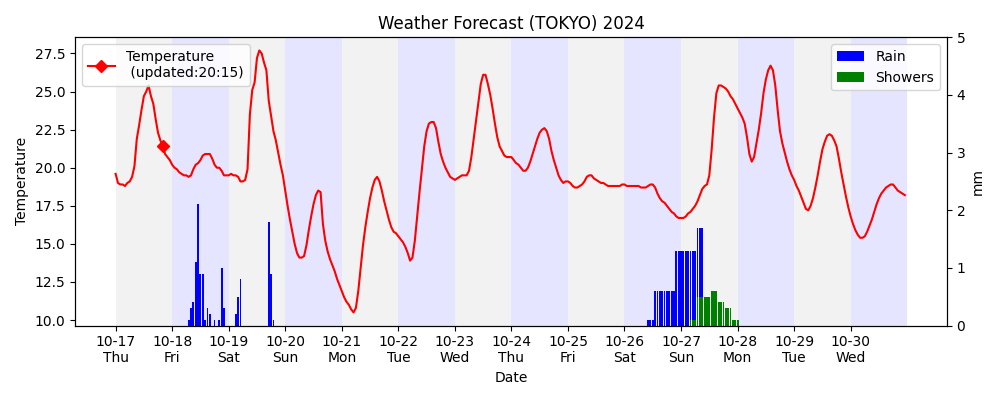 Weather Forecast (TOKYO) 2024
Temperature
(updated:20:15)
Rain
Showers
27.5
25.0
22.5
20.0
17.5
15.0
12.5
10.0
Temperature
5
4
3
2
1
0
mm
10-17 10-18 10-19 10-20 10-21 10-22 10-23 10-24 10-25 10-26 10-27 10-28 10-29 10-30
Thu Fri Sat Sun Mon Tue Wed Thu Fri Sat Sun Mon Tue Wed
Date